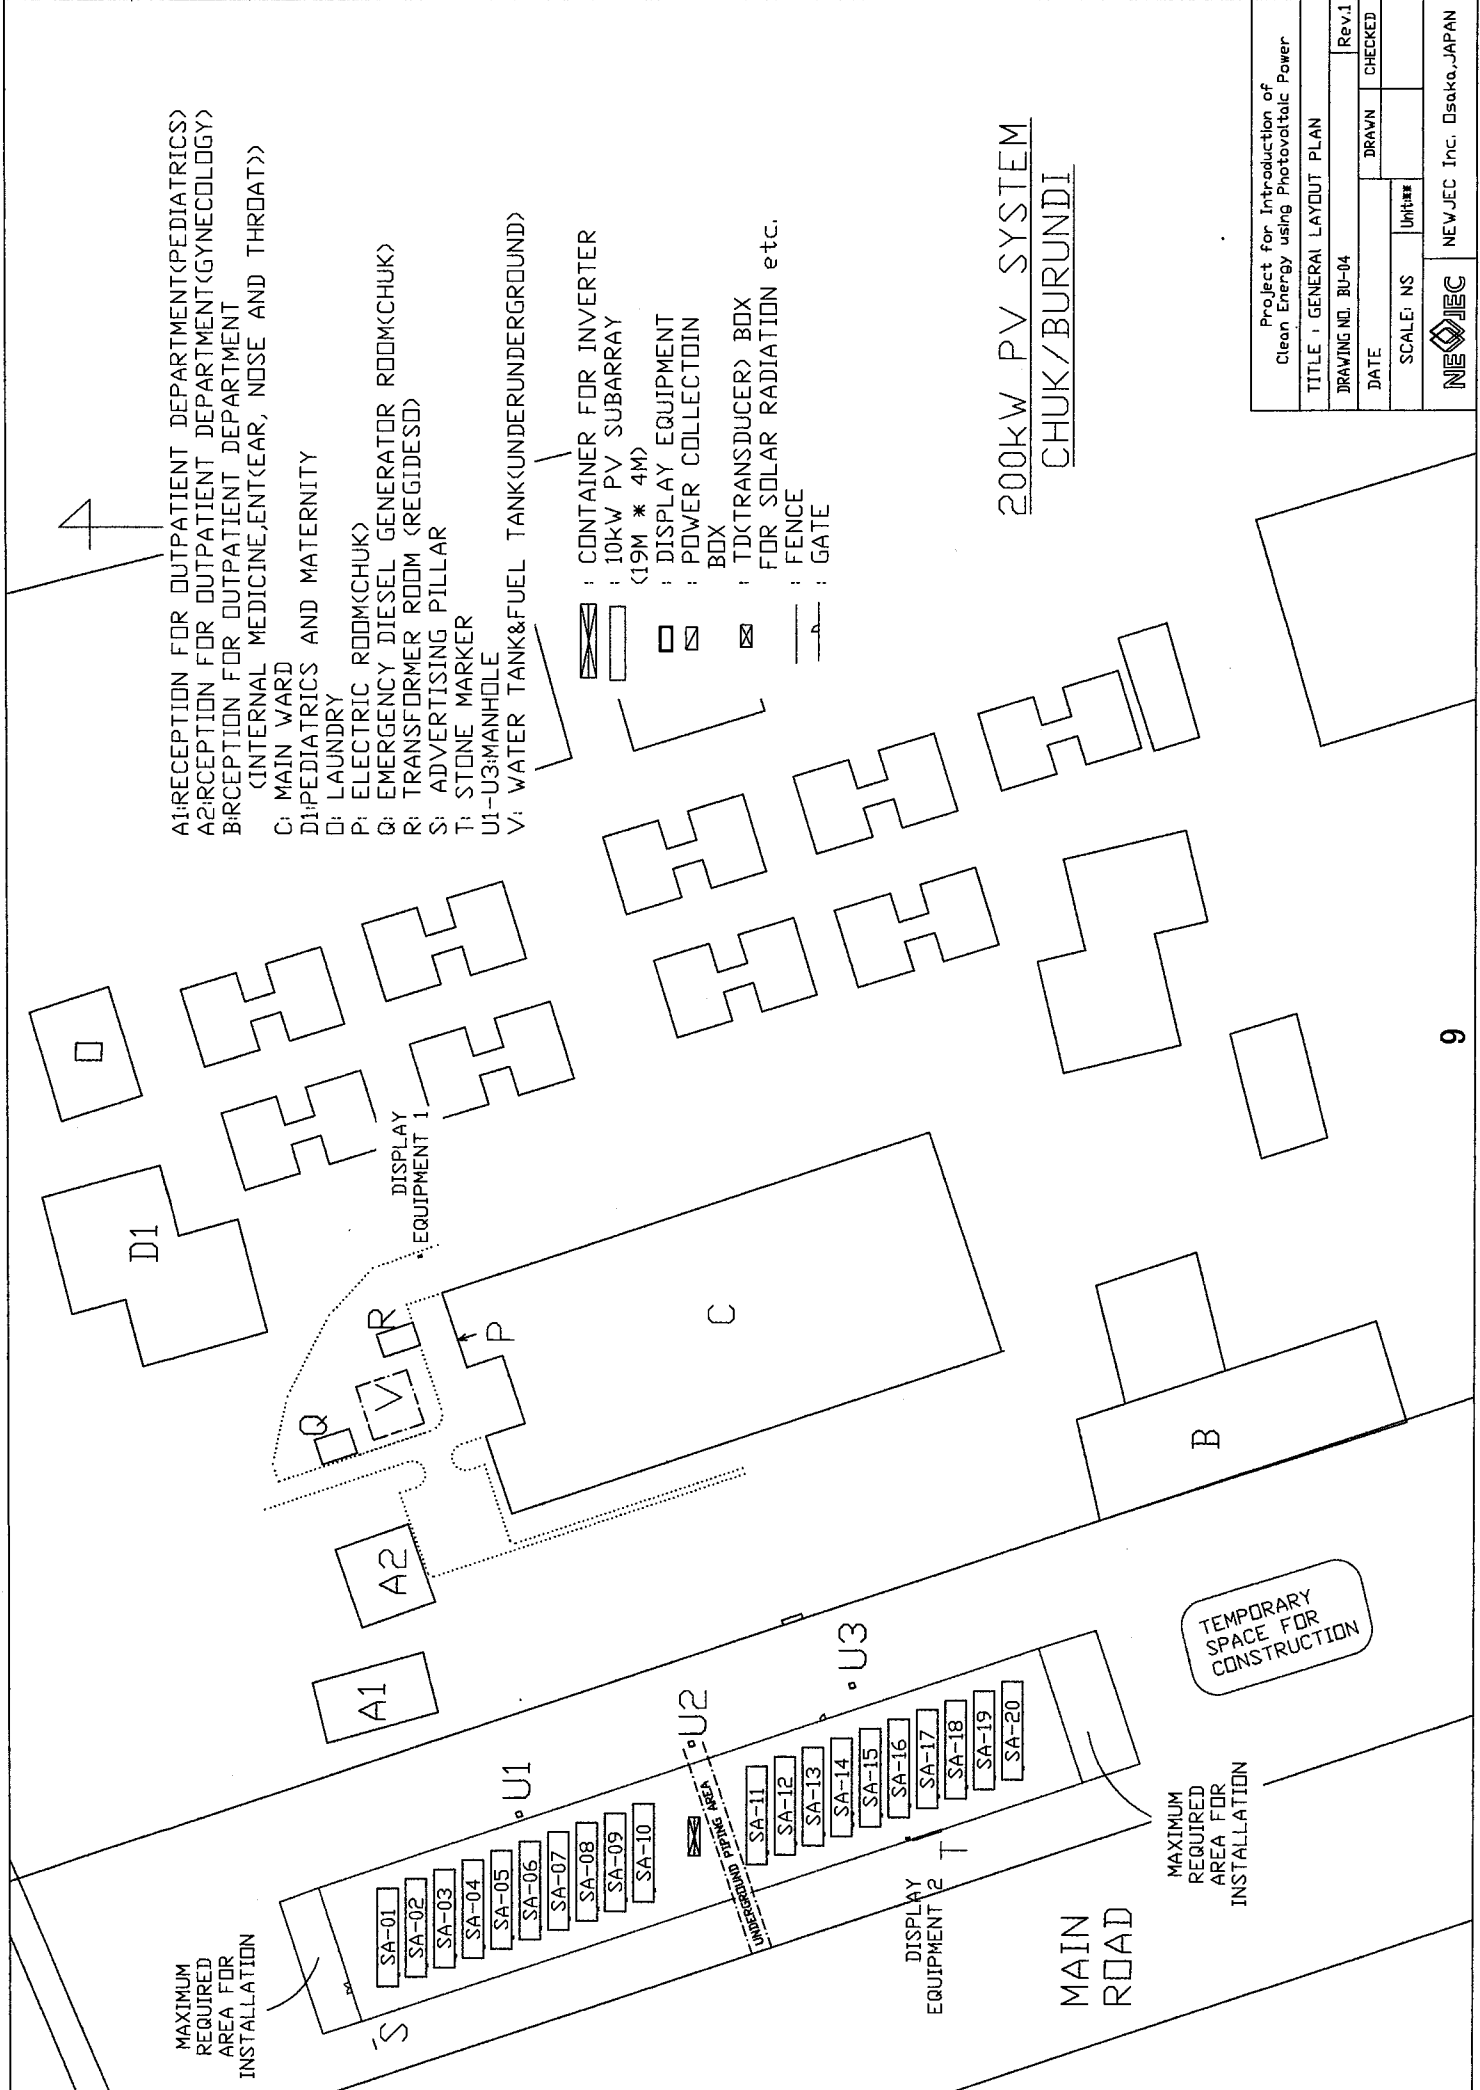 A1:RECEPTION FOR OUTPATIENT DEPARTMENT(PEDIATRICS)
A2:RCEPTION FOR OUTPATIENT DEPARTMENT(GYNECOLOGY)
B:RCEPTION FOR OUTPATIENT DEPARTMENT
(INTERNAL MEDICINE,ENT(EAR, NOSE AND THROAT))
C: MAIN WARD
D1:PEDIATRICS AND MATERNITY
O: LAUNDRY
P: ELECTRIC ROOM(CHUK)
Q: EMERGENCY DIESEL GENERATOR ROOM(CHUK)
R: TRANSFORMER ROOM (REGIDESO)
S: ADVERTISING PILLAR
T: STONE MARKER
U1-U3:MANHOLE
V: WATER TANK&FUEL TANK(UNDERUNDERGROUND)
: CONTAINER FOR INVERTER
: 10kW PV SUBARRAY
(19M * 4M)
: DISPLAY EQUIPMENT
: POWER COLLECTOIN
BOX
: TD(TRANSDUCER) BOX
FOR SOLAR RADIATION etc.
: FENCE
: GATE
200kW PV SYSTEM
CHUK/BURUNDI
O
D1
DISPLAY
EQUIPMENT 1
Q
V
R
P
C
A2
A1
B
MAXIMUM
REQUIRED
AREA FOR
INSTALLATION
S
SA-01
SA-02
SA-03
SA-04
SA-05
SA-06
SA-07
SA-08
SA-09
SA-10
U1
U2
UNDERGROUND PIPING AREA
U3
SA-11
SA-12
SA-13
SA-14
SA-15
SA-16
SA-17
SA-18
SA-19
SA-20
T
DISPLAY
EQUIPMENT 2
MAIN
ROAD
MAXIMUM
REQUIRED
AREA FOR
INSTALLATION
TEMPORARY
SPACE FOR
CONSTRUCTION
9
Project for Introduction of
Clean Energy using Photovoltaic Power
TITLE : GENERAL LAYOUT PLAN
DRAWING NO. BU-04 Rev.1
DATE DRAWN CHECKED
SCALE: NS Unit:
NEWJEC NEWJEC Inc. Osaka,JAPAN